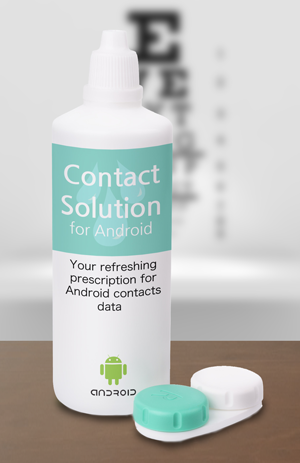 E
Contact
Solution
for Android
Your refreshing
prescription for
Android contacts
data
ANDROID